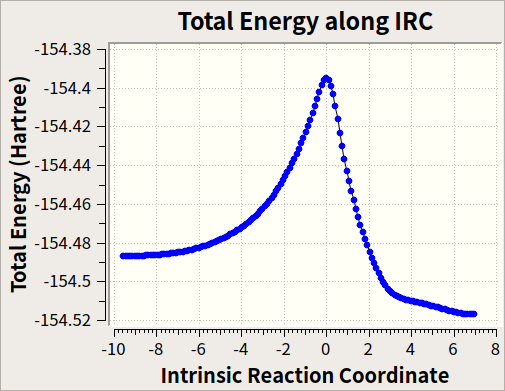 Total Energy along IRC
Total Energy (Hartree)
-154.38
-154.4
-154.42
-154.44
-154.46
-154.48
-154.5
-154.52
-10 -8 -6 -4 -2 0 2 4 6 8
Intrinsic Reaction Coordinate